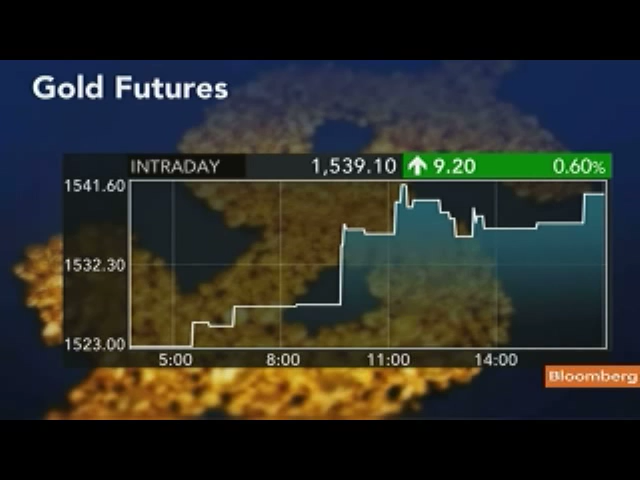 Gold Futures
INTRADAY 1,539.10 9.20 0.60%
1541.60
1532.30
1523.00
5:00 8:00 11:00 14:00
Bloomberg